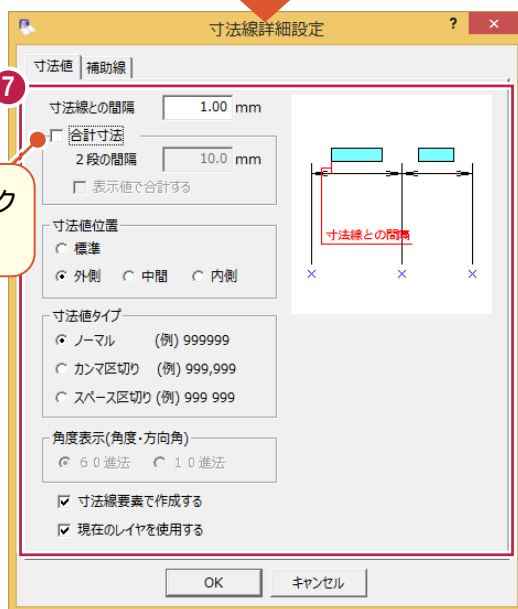 寸法線詳細設定 ? ×
寸法値 補助線
7
寸法線との間隔 1.00 mm
合計寸法
２段の間隔 10.0 mm
表示値で合計する
ク
寸法値位置
標準
外側 中間 内側
寸法線との間隔
寸法値タイプ
ノーマル (例) 999999
カンマ区切り (例) 999,999
スペース区切り (例) 999 999
角度表示(角度・方向角)
６０進法 １０進法
寸法線要素で作成する
現在のレイヤを使用する
OK キャンセル